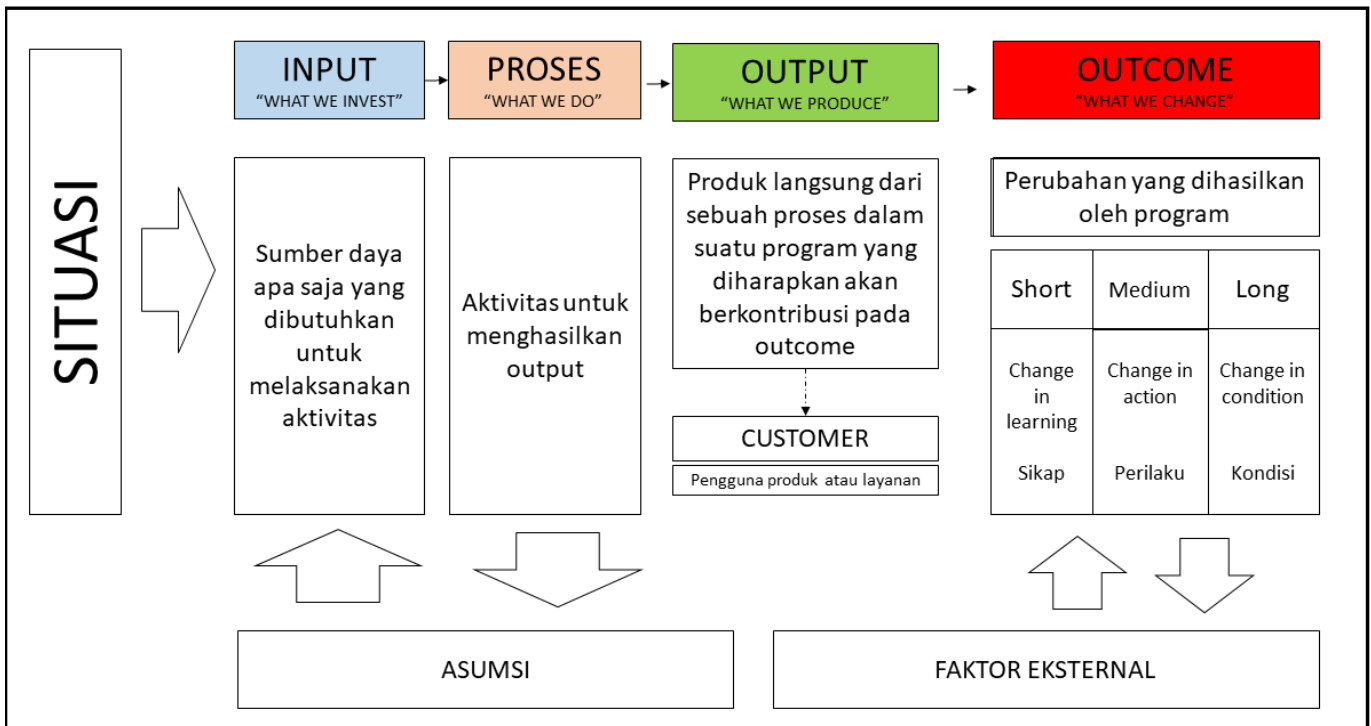 SITUASI
INPUT
“WHAT WE INVEST”
PROSES
“WHAT WE DO”
OUTPUT
“WHAT WE PRODUCE”
OUTCOME
“WHAT WE CHANGE”
Sumber daya
apa saja yang
dibutuhkan
untuk
melaksanakan
aktivitas
Aktivitas untuk
menghasilkan
output
Produk langsung dari
sebuah proses dalam
suatu program yang
diharapkan akan
berkontribusi pada
outcome
CUSTOMER
Pengguna produk atau layanan
Perubahan yang dihasilkan
oleh program
Short
Medium
Long
Change
in
learning
Sikap
Change in
action
Perilaku
Change in
condition
Kondisi
ASUMSI
FAKTOR EKSTERNAL